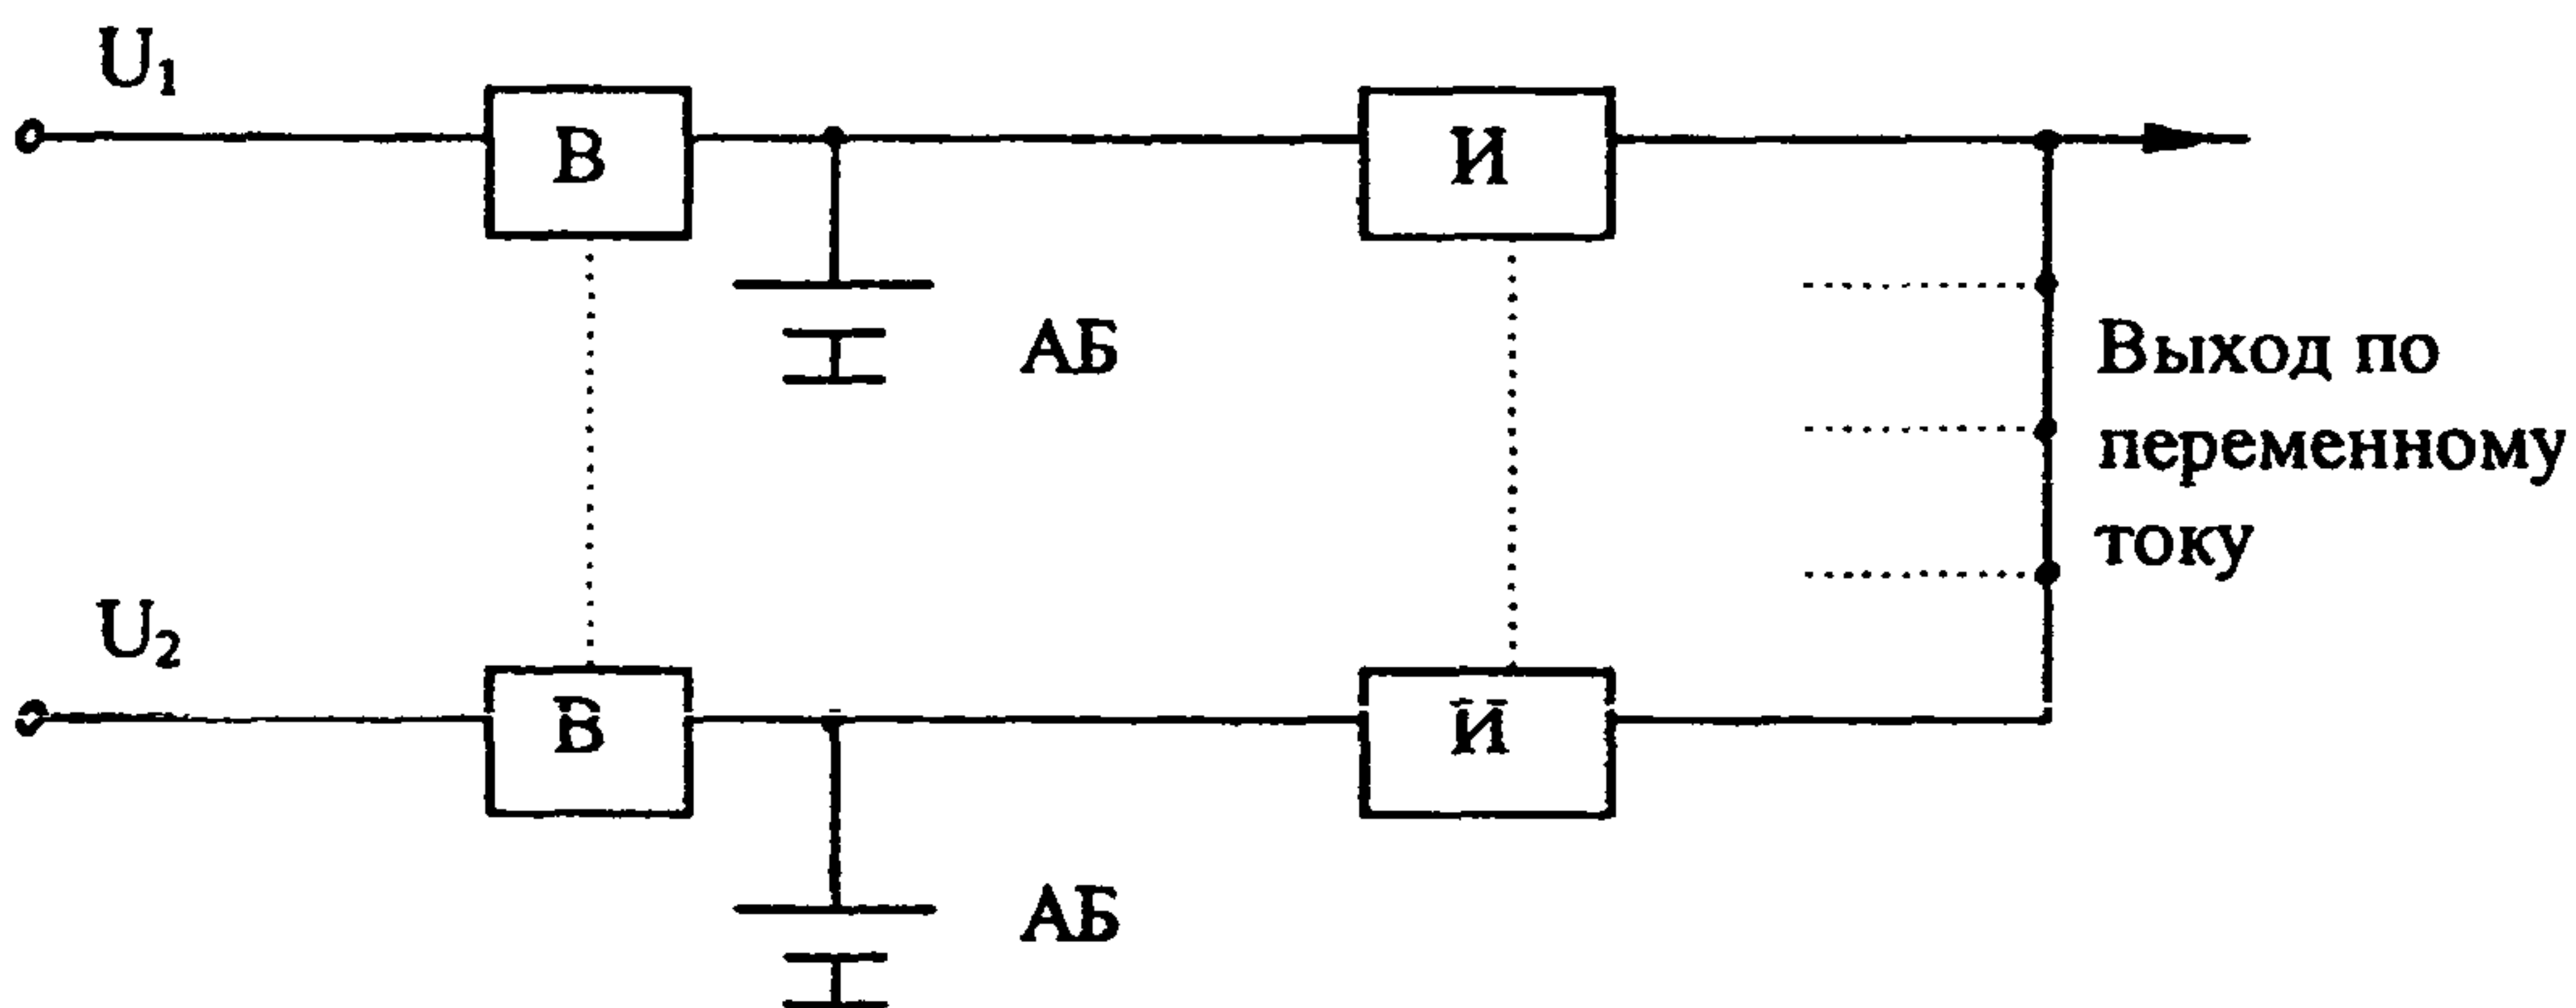 U₁
В
И
АБ
Выход по
переменному
току
U₂
В
И
АБ